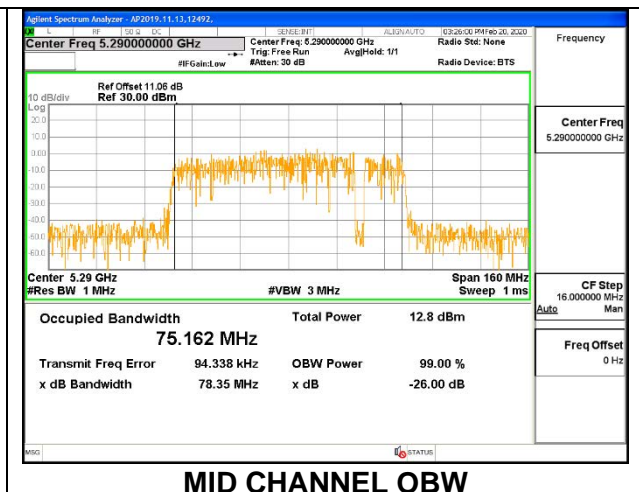 Agilent Spectrum Analyzer - AP2019.11.13,12492,
L RF 50 Ω DC SENSE:INT ALIGN AUTO 03:26:00 PM Feb 20, 2020
Center Freq 5.290000000 GHz
Center Freq: 5.290000000 GHz Radio Std: None
Trig: Free Run Avg|Hold: 1/1
#IFGain:Low #Atten: 30 dB Radio Device: BTS
Frequency
Ref Offset 11.06 dB
10 dB/div Ref 30.00 dBm
Log
20.0
10.0
0.00
-10.0
-20.0
-30.0
-40.0
-50.0
-60.0
Center 5.29 GHz Span 160 MHz
#Res BW 1 MHz #VBW 3 MHz Sweep 1 ms
Occupied Bandwidth Total Power 12.8 dBm
75.162 MHz
Transmit Freq Error 94.338 kHz OBW Power 99.00 %
x dB Bandwidth 78.35 MHz x dB -26.00 dB
Center Freq
5.290000000 GHz
CF Step
16.000000 MHz
Auto Man
Freq Offset
0 Hz
MSG STATUS
MID CHANNEL OBW